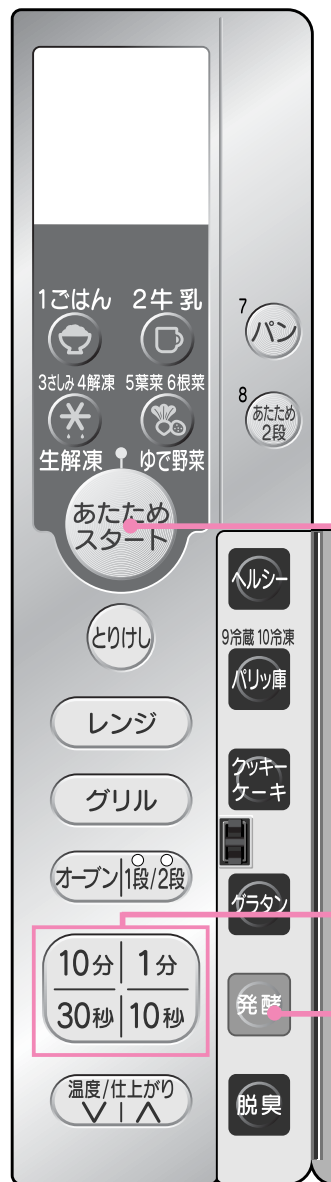 1ごはん 2牛乳
3さしみ 4解凍 5葉菜 6根菜
生解凍 ゆで野菜
あたため
スタート
とりけし
レンジ
グリル
オーブン 1段/2段
10分 1分
30秒 10秒
温度/仕上がり
7
パン
8
あたため
2段
ヘルシー
9冷蔵 10冷凍
パリッ庫
クッキー
ケーキ
グラタン
発酵
脱臭